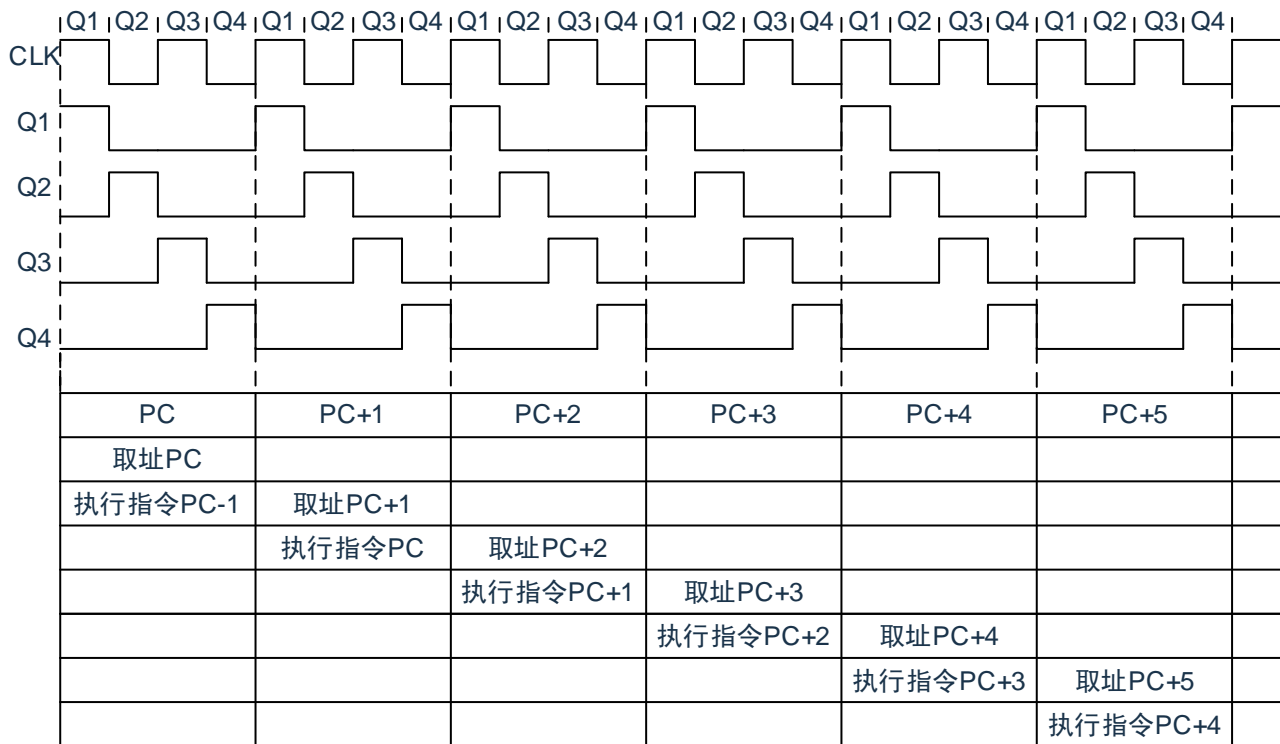 Q1 Q2 Q3 Q4 Q1 Q2 Q3 Q4 Q1 Q2 Q3 Q4 Q1 Q2 Q3 Q4 Q1 Q2 Q3 Q4 Q1 Q2 Q3 Q4
CLK
Q1
Q2
Q3
Q4
PC PC+1 PC+2 PC+3 PC+4 PC+5
取址PC
执行指令PC-1 取址PC+1
执行指令PC 取址PC+2
执行指令PC+1 取址PC+3
执行指令PC+2 取址PC+4
执行指令PC+3 取址PC+5
执行指令PC+4